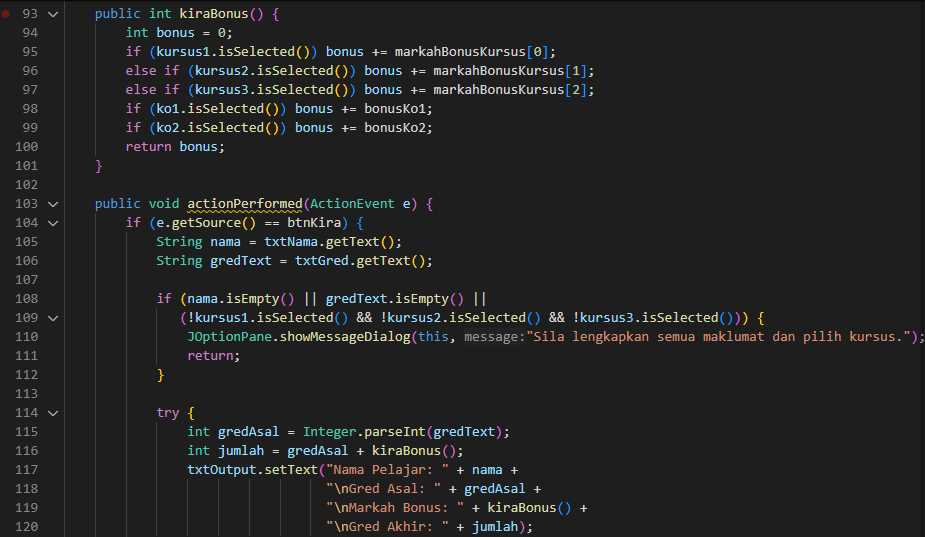 93 public int kiraBonus() {
94 int bonus = 0;
95 if (kursus1.isSelected()) bonus += markahBonusKursus[0];
96 else if (kursus2.isSelected()) bonus += markahBonusKursus[1];
97 else if (kursus3.isSelected()) bonus += markahBonusKursus[2];
98 if (ko1.isSelected()) bonus += bonusKo1;
99 if (ko2.isSelected()) bonus += bonusKo2;
100 return bonus;
101 }
102
103 public void actionPerformed(ActionEvent e) {
104 if (e.getSource() == btnKira) {
105 String nama = txtNama.getText();
106 String gredText = txtGred.getText();
107
108 if (nama.isEmpty() || gredText.isEmpty() ||
109 (!kursus1.isSelected() && !kursus2.isSelected() && !kursus3.isSelected())) {
110 JOptionPane.showMessageDialog(this, message:"Sila lengkapkan semua maklumat dan pilih kursus.");
111 return;
112 }
113
114 try {
115 int gredAsal = Integer.parseInt(gredText);
116 int jumlah = gredAsal + kiraBonus();
117 txtOutput.setText("Nama Pelajar: " + nama +
118 "\nGred Asal: " + gredAsal +
119 "\nMarkah Bonus: " + kiraBonus() +
120 "\nGred Akhir: " + jumlah);